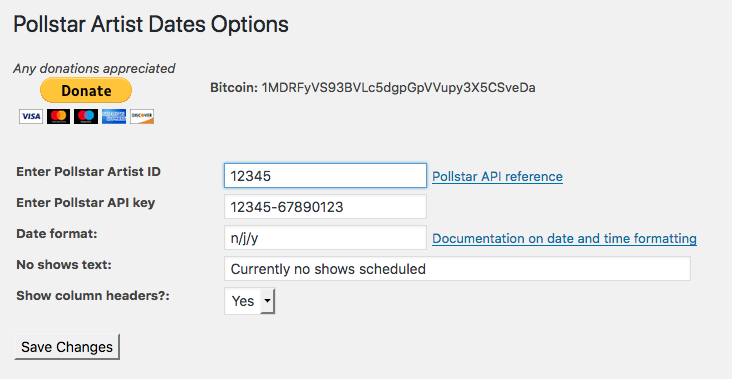 Pollstar Artist Dates Options
Any donations appreciated
Donate
Bitcoin: 1MDRFyVS93BVLc5dgpGpVVupy3X5CSveDa
VISA AMERICAN EXPRESS DISCOVER
Enter Pollstar Artist ID 12345 Pollstar API reference
Enter Pollstar API key 12345-67890123
Date format: n/j/y Documentation on date and time formatting
No shows text: Currently no shows scheduled
Show column headers?: Yes
Save Changes